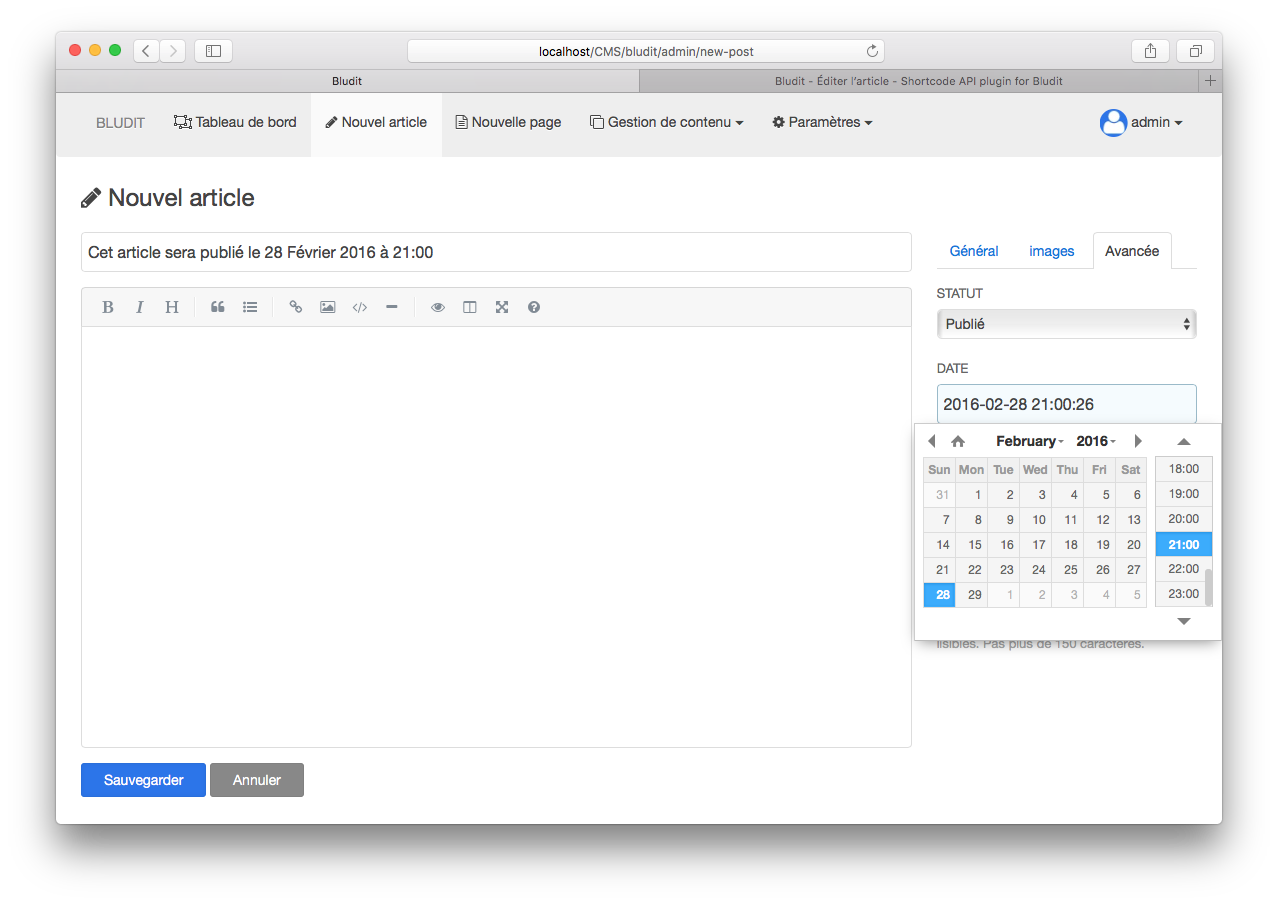 localhost/CMS/bludit/admin/new-post
Bludit
Bludit - Éditer l'article - Shortcode API plugin for Bludit
BLUDIT
Tableau de bord
Nouvel article
Nouvelle page
Gestion de contenu
Paramètres
admin
Nouvel article
Cet article sera publié le 28 Février 2016 à 21:00
Général
images
Avancée
B I H
STATUT
Publié
DATE
2016-02-28 21:00:26
February 2016
Sun Mon Tue Wed Thu Fri Sat
31 1 2 3 4 5 6
7 8 9 10 11 12 13
14 15 16 17 18 19 20
21 22 23 24 25 26 27
28 29 1 2 3 4 5
18:00
19:00
20:00
21:00
22:00
23:00
lisibles. Pas plus de 150 caractères.
Sauvegarder
Annuler